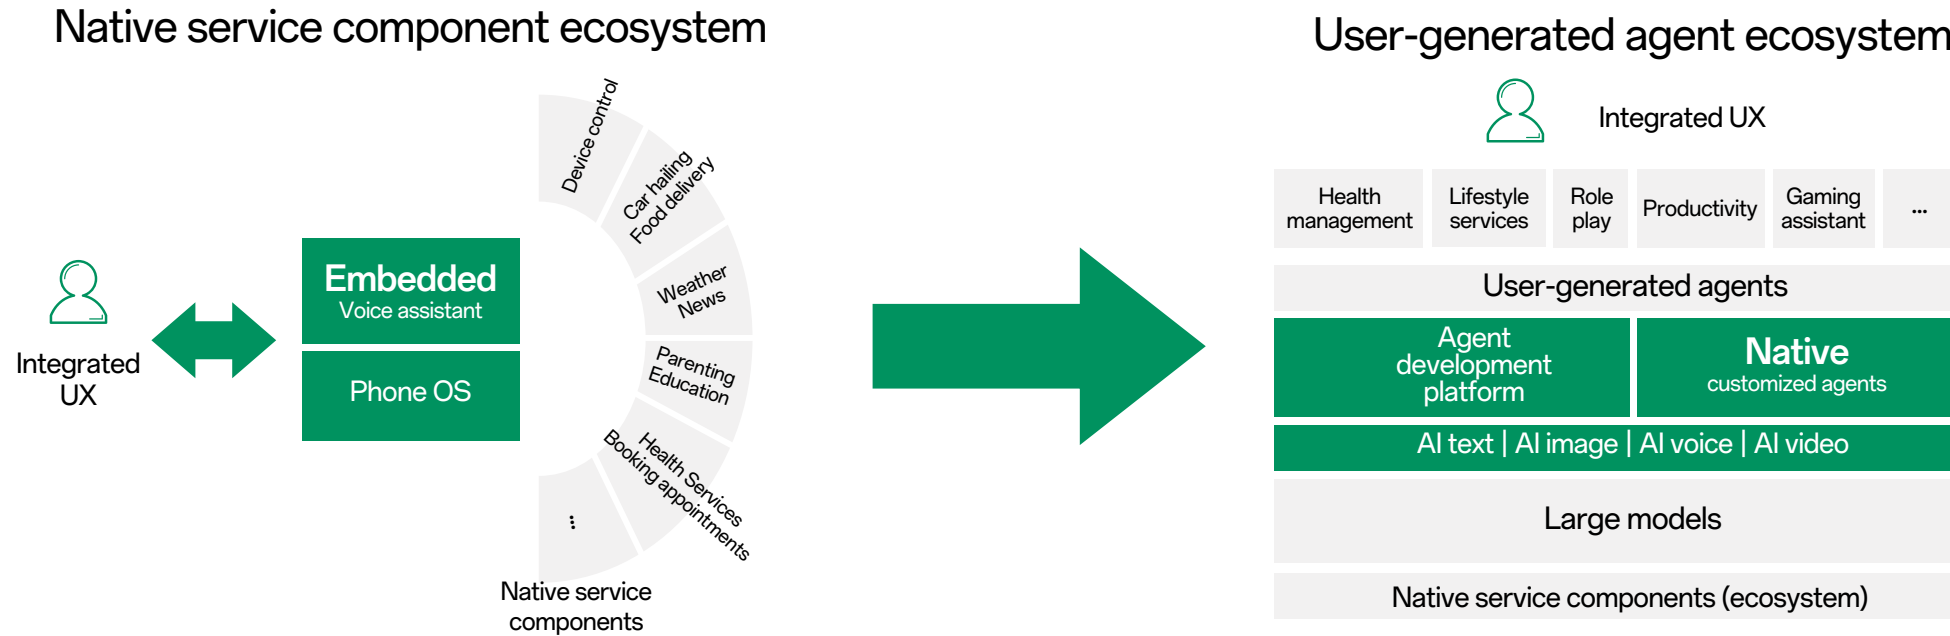 Native service component ecosystem
Integrated
UX
Embedded
Voice assistant
Phone OS
Device control
Car hailing
Food delivery
Weather
News
Parenting
Education
Health Services
Booking appointments
...
Native service
components
User-generated agent ecosystem
Integrated UX
Health
management
Lifestyle
services
Role
play
Productivity
Gaming
assistant
...
User-generated agents
Agent
development
platform
Native
customized agents
AI text | AI image | AI voice | AI video
Large models
Native service components (ecosystem)